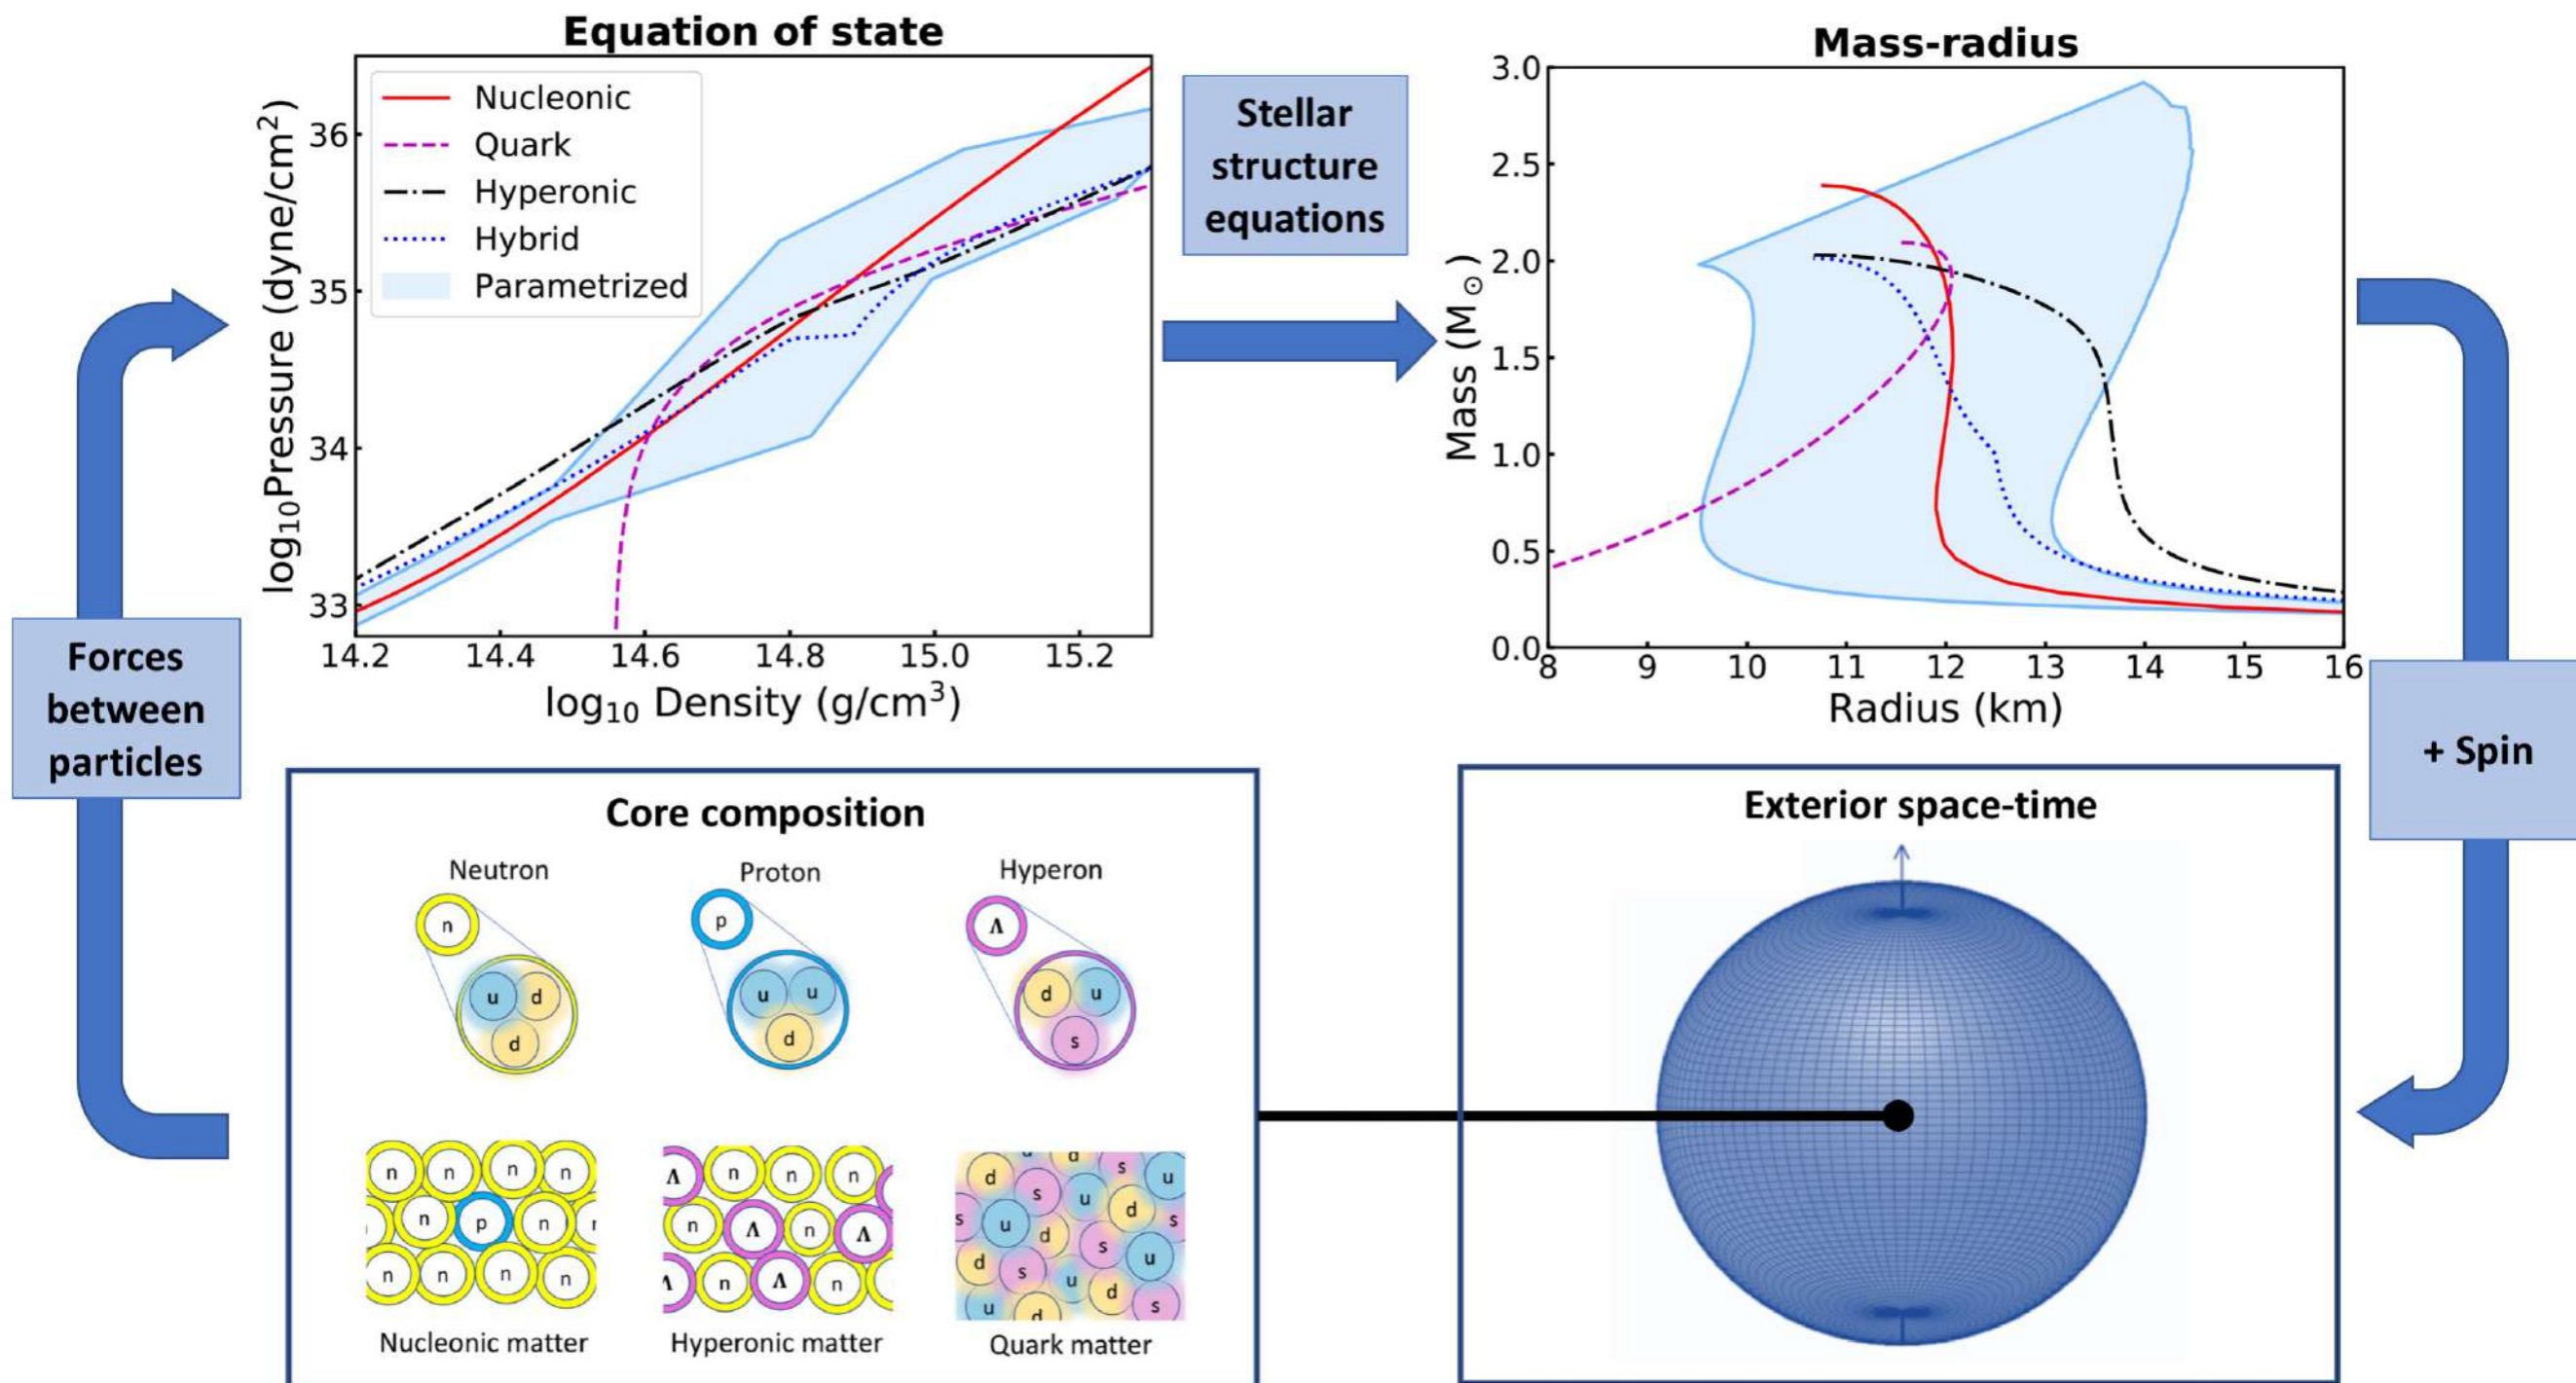 Equation of state
Nucleonic
Quark
Hyperonic
Hybrid
Parametrized
log₁₀Pressure (dyne/cm²)
36
35
34
33
14.2 14.4 14.6 14.8 15.0 15.2
log₁₀ Density (g/cm³)
Stellar
structure
equations
Mass-radius
Mass (M☉)
3.0
2.5
2.0
1.5
1.0
0.5
0.0
8 9 10 11 12 13 14 15 16
Radius (km)
Forces
between
particles
+ Spin
Core composition
Neutron Proton Hyperon
n p Λ
u d u u d u
d d s
n n n n
n p n
n n n n
Λ n n n
n Λ n Λ
Λ n Λ n
u d s u
d s u d s
s u d s u
d s u d s
u d
Nucleonic matter Hyperonic matter Quark matter
Exterior space-time